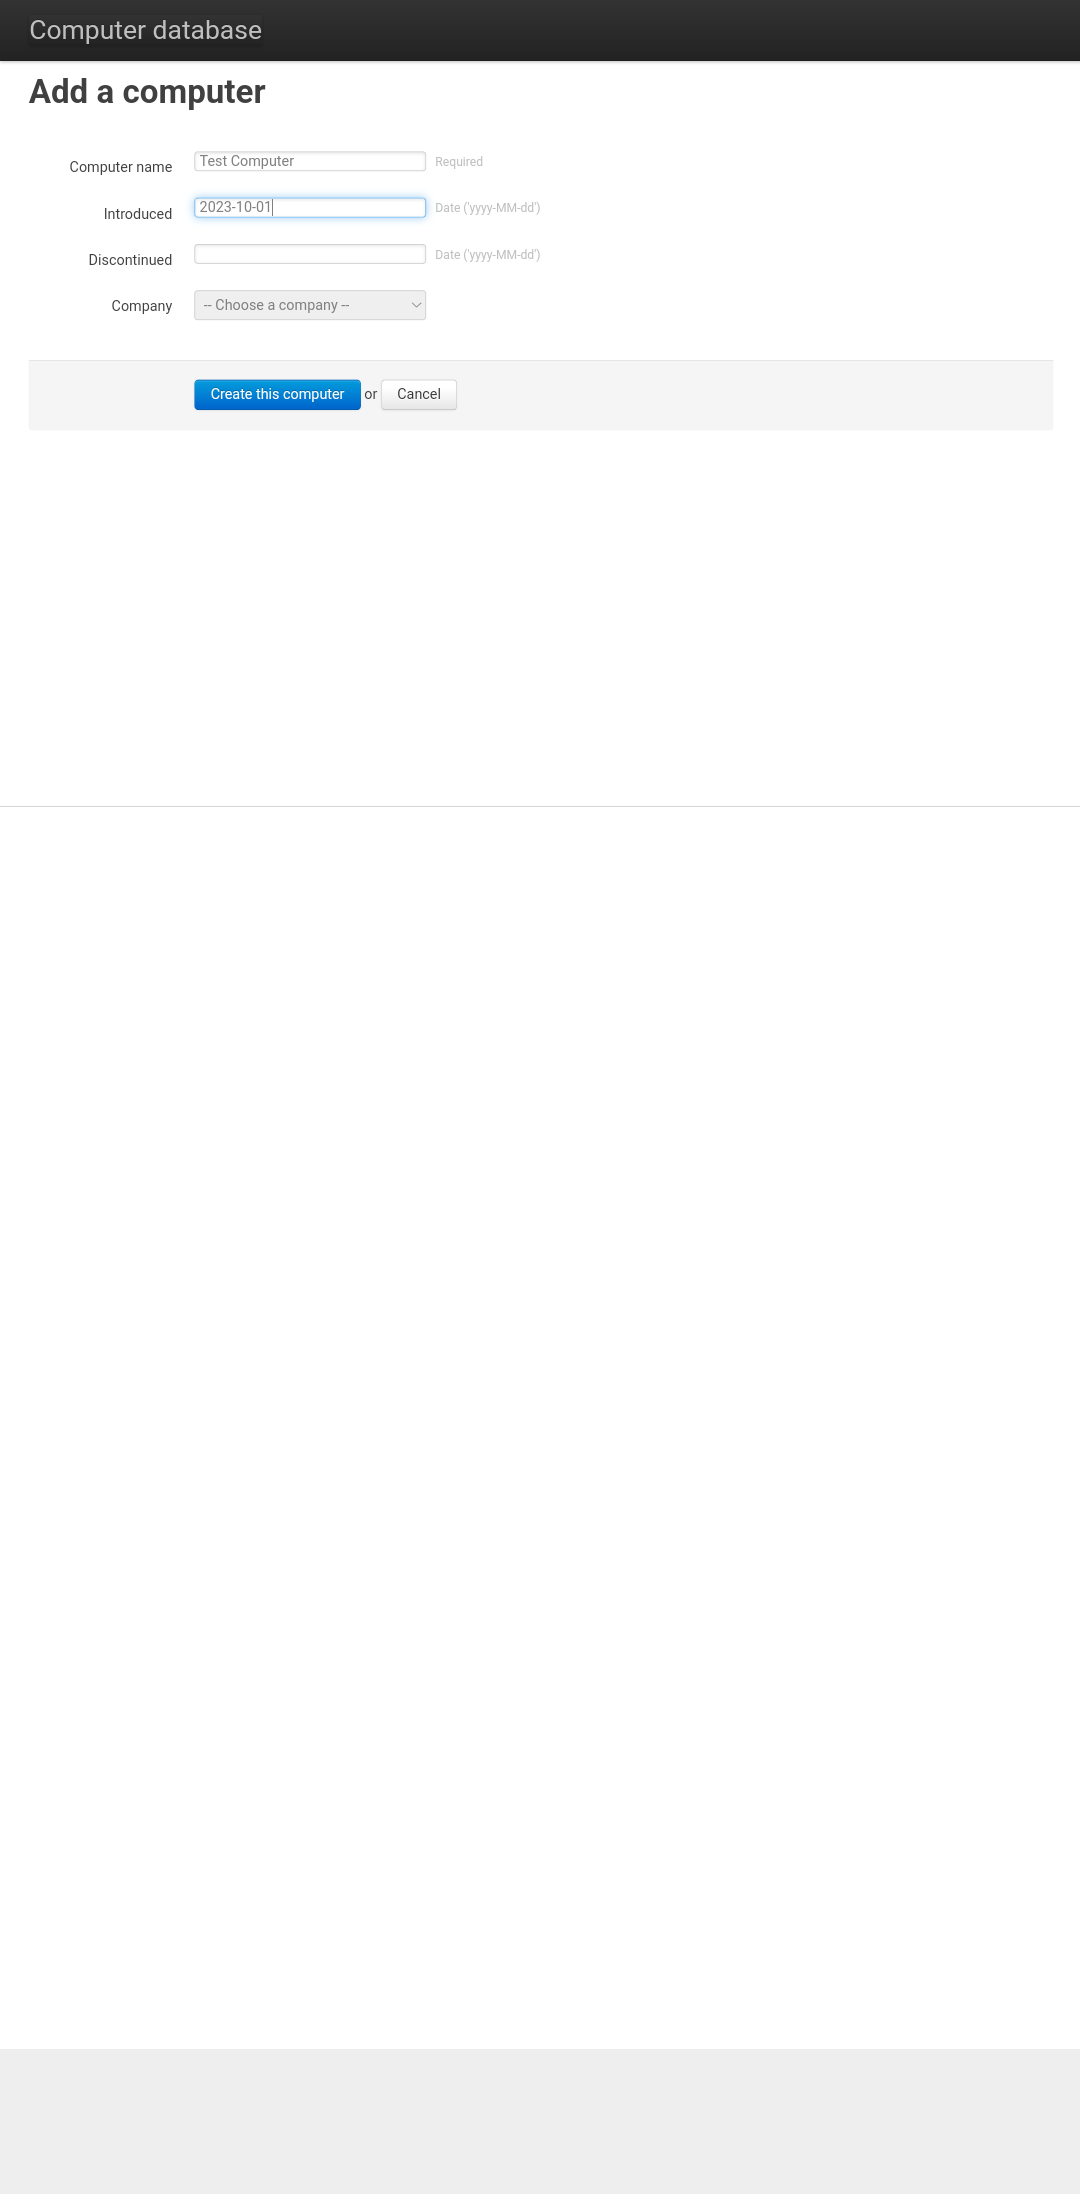 Computer database
Add a computer
Computer name Test Computer Required
Introduced 2023-10-01 Date ('yyyy-MM-dd')
Discontinued Date ('yyyy-MM-dd')
Company -- Choose a company --
Create this computer or Cancel